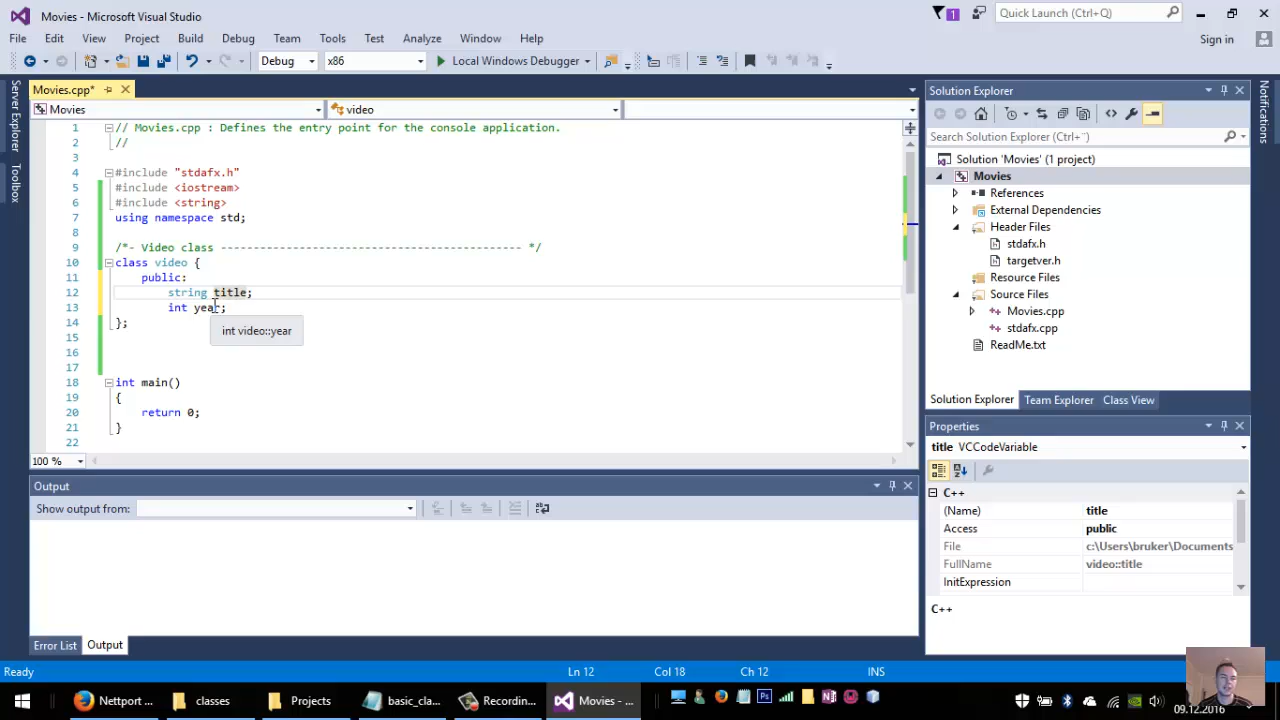 Movies - Microsoft Visual Studio
1
Quick Launch (Ctrl+Q)
File Edit View Project Build Debug Team Tools Test Analyze Window Help
Sign in
Debug x86 Local Windows Debugger
Server Explorer
Toolbox
Movies.cpp*
Movies
video
1 // Movies.cpp : Defines the entry point for the console application.
2 //
3
4 #include "stdafx.h"
5 #include <iostream>
6 #include <string>
7 using namespace std;
8
9 /*- Video class ---------------------------------------------- */
10 class video {
11 public:
12 string title;
13 int year;
14 };
15
16
17
18 int main()
19 {
20 return 0;
21 }
22
int video::year
100 %
Output
Show output from:
Error List Output
Solution Explorer
Search Solution Explorer (Ctrl+¨)
Solution 'Movies' (1 project)
Movies
References
External Dependencies
Header Files
stdafx.h
targetver.h
Resource Files
Source Files
Movies.cpp
stdafx.cpp
ReadMe.txt
Solution Explorer Team Explorer Class View
Properties
title VCCodeVariable
C++
(Name) title
Access public
File c:\Users\bruker\Documents
FullName video::title
InitExpression
C++
Notifications
Ready Ln 12 Col 18 Ch 12 INS
Nettport ... classes Projects basic_cla... Recordin... Movies - ...
09.12.2016